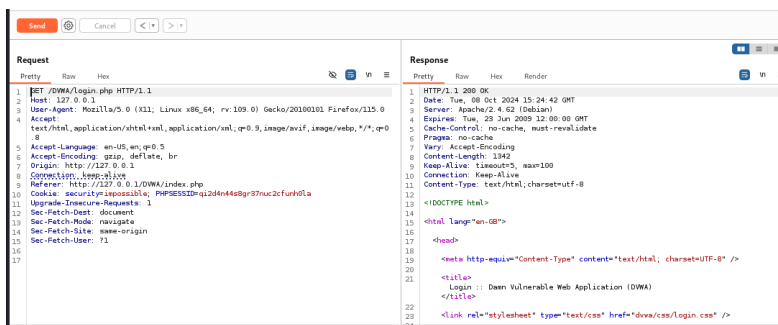 Send Cancel < >
Request
Pretty Raw Hex \n
1 GET /DVWA/login.php HTTP/1.1
2 Host: 127.0.0.1
3 User-Agent: Mozilla/5.0 (X11; Linux x86_64; rv:109.0) Gecko/20100101 Firefox/115.0
4 Accept:
text/html,application/xhtml+xml,application/xml;q=0.9,image/avif,image/webp,*/*;q=0
.8
5 Accept-Language: en-US,en;q=0.5
6 Accept-Encoding: gzip, deflate, br
7 Origin: http://127.0.0.1
8 Connection: keep-alive
9 Referer: http://127.0.0.1/DVWA/index.php
10 Cookie: security=impossible; PHPSESSID=qi2d4n44s8gr37nuc2cfunh0la
11 Upgrade-Insecure-Requests: 1
12 Sec-Fetch-Dest: document
13 Sec-Fetch-Mode: navigate
14 Sec-Fetch-Site: same-origin
15 Sec-Fetch-User: ?1
16
17
Response
Pretty Raw Hex Render \n
1 HTTP/1.1 200 OK
2 Date: Tue, 08 Oct 2024 15:24:42 GMT
3 Server: Apache/2.4.62 (Debian)
4 Expires: Tue, 23 Jun 2009 12:00:00 GMT
5 Cache-Control: no-cache, must-revalidate
6 Pragma: no-cache
7 Vary: Accept-Encoding
8 Content-Length: 1342
9 Keep-Alive: timeout=5, max=100
10 Connection: Keep-Alive
11 Content-Type: text/html;charset=utf-8
12
13 <!DOCTYPE html>
14
15 <html lang="en-GB">
16
17 <head>
18
19 <meta http-equiv="Content-Type" content="text/html; charset=UTF-8" />
20
21 <title>
Login :: Damn Vulnerable Web Application (DVWA)
</title>
22
23 <link rel="stylesheet" type="text/css" href="dvwa/css/login.css" />